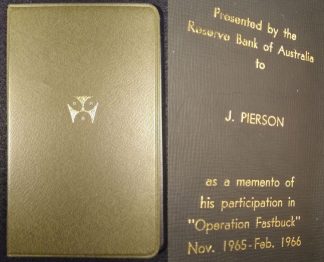 Presented by the
Reserve Bank of Australia
to
J. PIERSON
as a memento of
his participation in
"Operation Fastbuck"
Nov. 1965-Feb. 1966